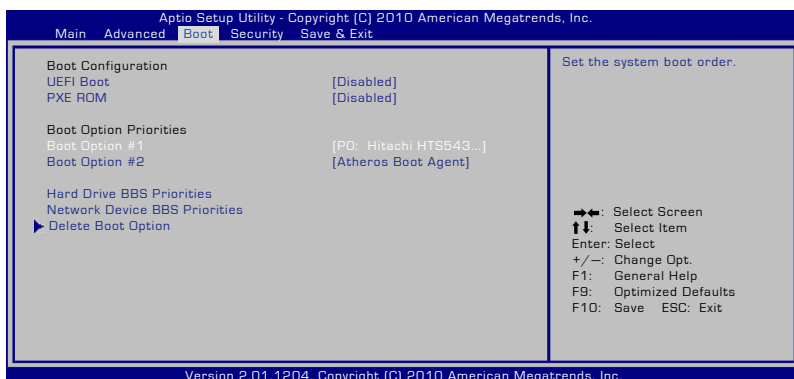 Aptio Setup Utility - Copyright (C) 2010 American Megatrends, Inc.
Main Advanced Boot Security Save & Exit
Boot Configuration
UEFI Boot [Disabled]
PXE ROM [Disabled]
Boot Option Priorities
Boot Option #1 [P0: Hitachi HTS543...]
Boot Option #2 [Atheros Boot Agent]
Hard Drive BBS Priorities
Network Device BBS Priorities
Delete Boot Option
Set the system boot order.
→←: Select Screen
↑↓: Select Item
Enter: Select
+/—: Change Opt.
F1: General Help
F9: Optimized Defaults
F10: Save ESC: Exit
Version 2.01.1204. Copyright (C) 2010 American Megatrends, Inc.